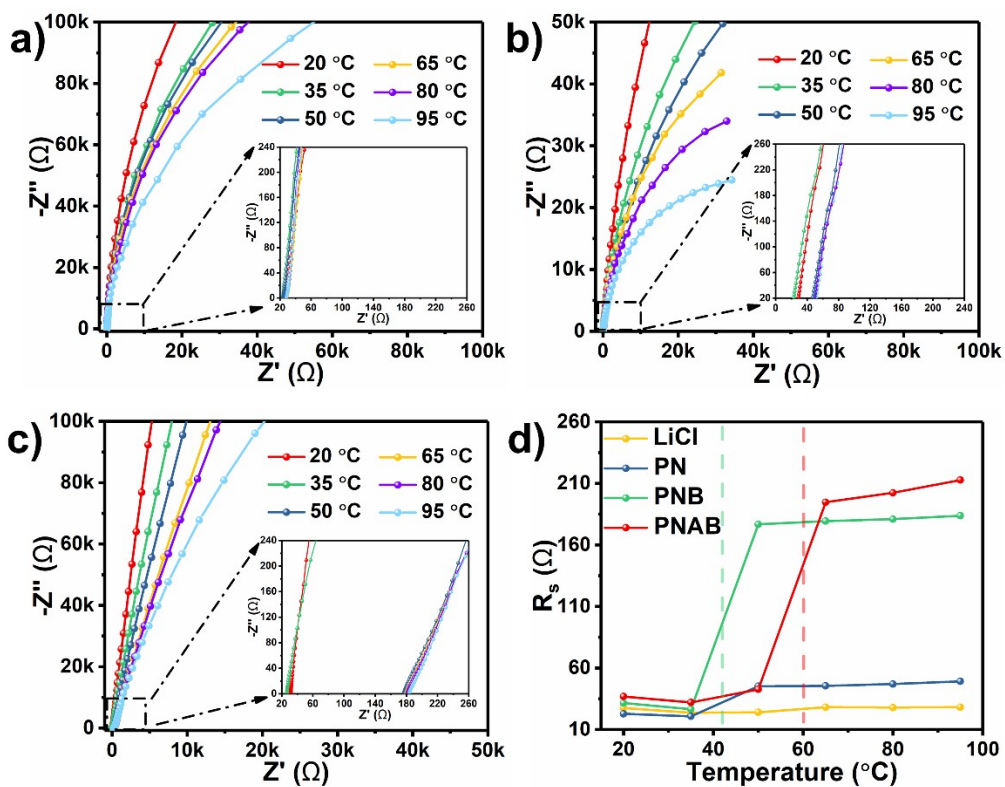 a)
100k
80k
60k
40k
20k
0
-Z'' (Ω)
20 °C 65 °C
35 °C 80 °C
50 °C 95 °C
240
200
160
120
80
40
0
-Z'' (Ω)
20 60 100 140 180 220 260
Z' (Ω)
0 20k 40k 60k 80k 100k
Z' (Ω)
b)
50k
40k
30k
20k
10k
0
-Z'' (Ω)
20 °C 65 °C
35 °C 80 °C
50 °C 95 °C
260
220
180
140
100
60
20
-Z'' (Ω)
0 40 80 120 160 200 240
Z' (Ω)
0 20k 40k 60k 80k 100k
Z' (Ω)
c)
100k
80k
60k
40k
20k
0
-Z'' (Ω)
20 °C 65 °C
35 °C 80 °C
50 °C 95 °C
240
200
160
120
80
40
0
-Z'' (Ω)
20 60 100 140 180 220 260
Z' (Ω)
0 10k 20k 30k 40k 50k
Z' (Ω)
d)
260
210
160
110
60
10
Rs (Ω)
LiCl
PN
PNB
PNAB
20 40 60 80 100
Temperature (°C)